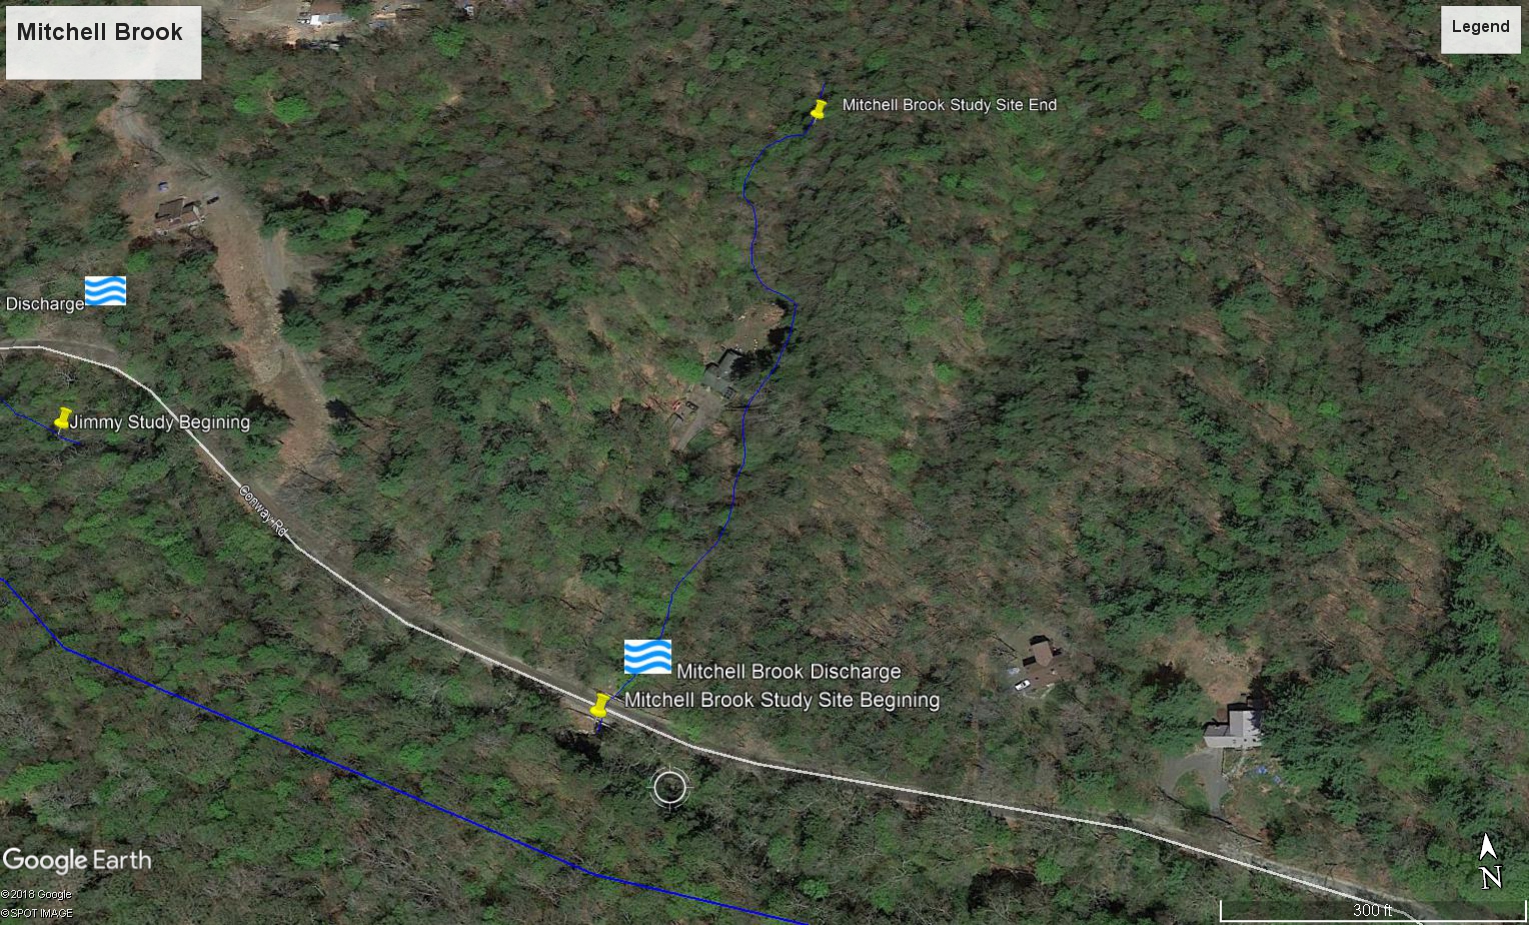 Mitchell Brook
Legend
Mitchell Brook Study Site End
Discharge
Jimmy Study Begining
Conway Rd
Mitchell Brook Discharge
Mitchell Brook Study Site Begining
Google Earth
©2018 Google
©SPOT IMAGE
N
300 ft